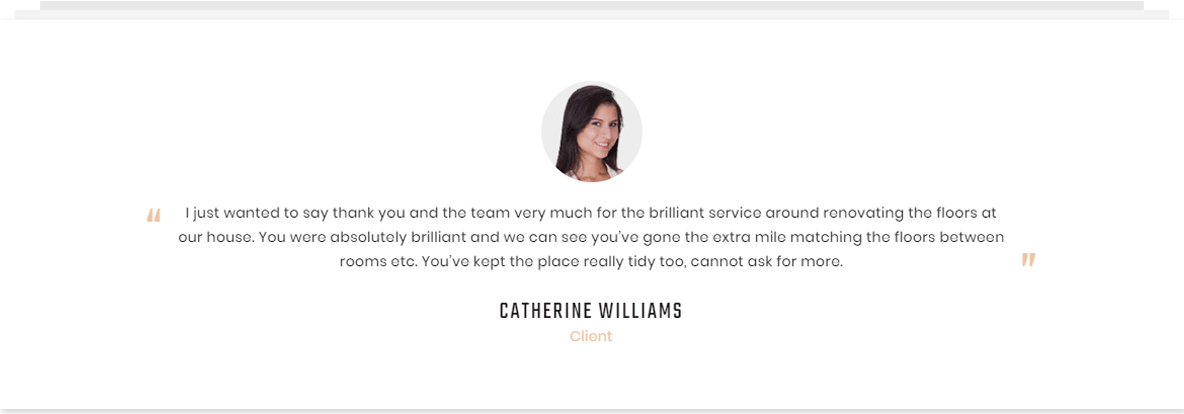 “ I just wanted to say thank you and the team very much for the brilliant service around renovating the floors at
our house. You were absolutely brilliant and we can see you’ve gone the extra mile matching the floors between
rooms etc. You’ve kept the place really tidy too, cannot ask for more. ”
CATHERINE WILLIAMS
Client